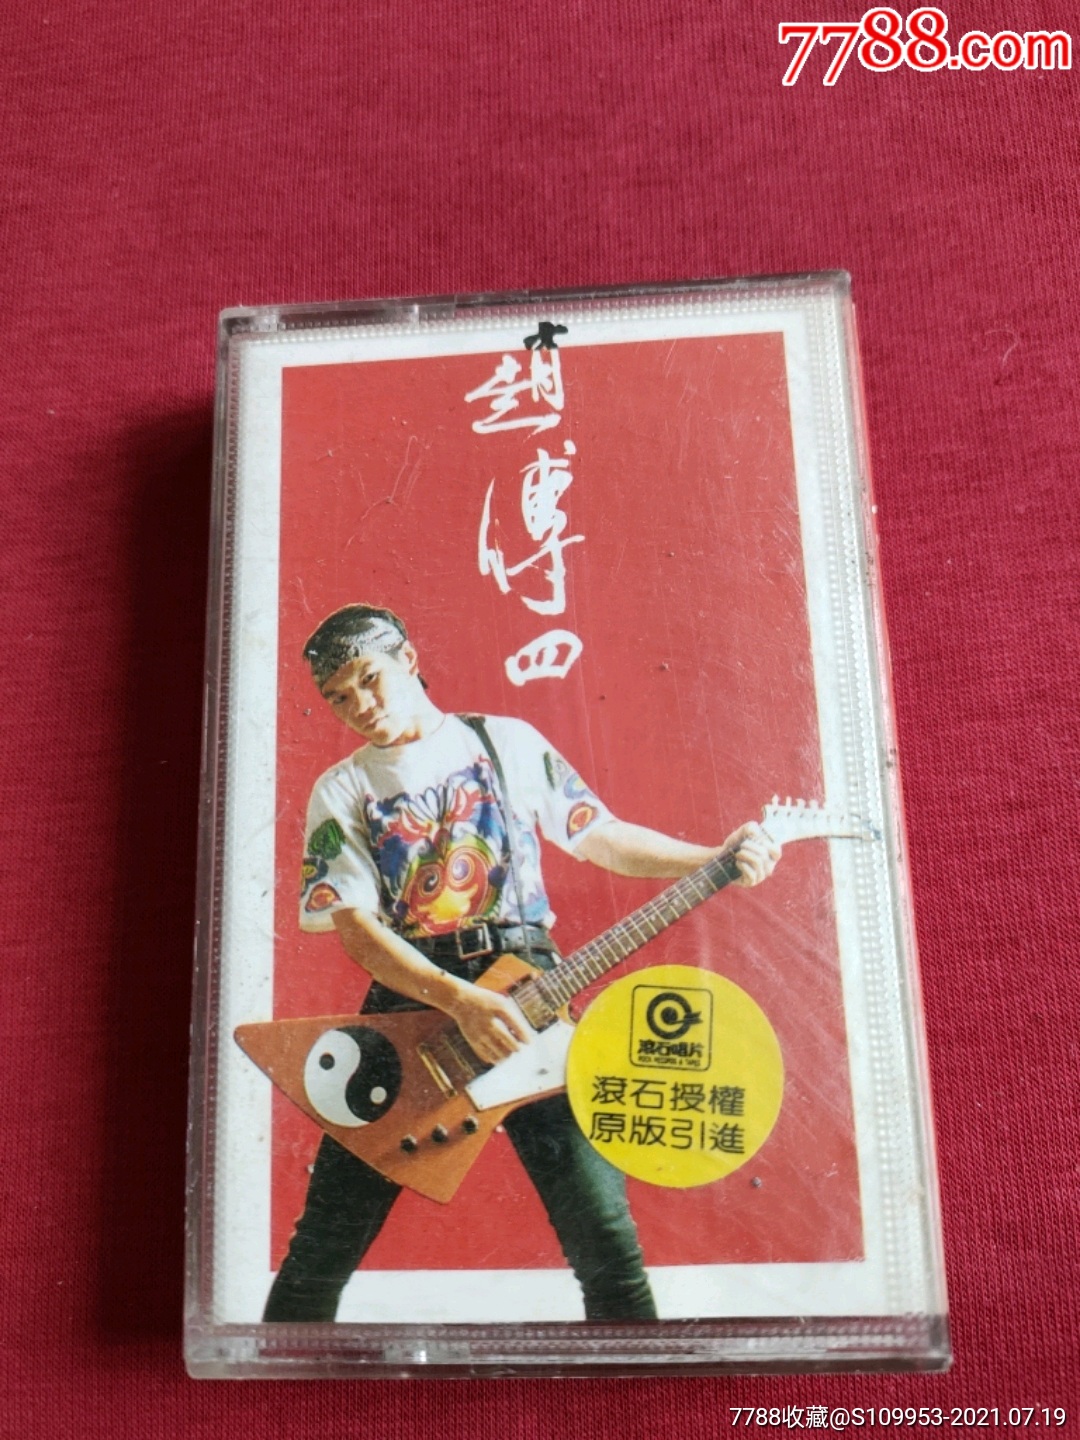 7788.com
趙
傳
四
滾石唱片
滾石授權
原版引進
7788收藏@S109953-2021.07.19